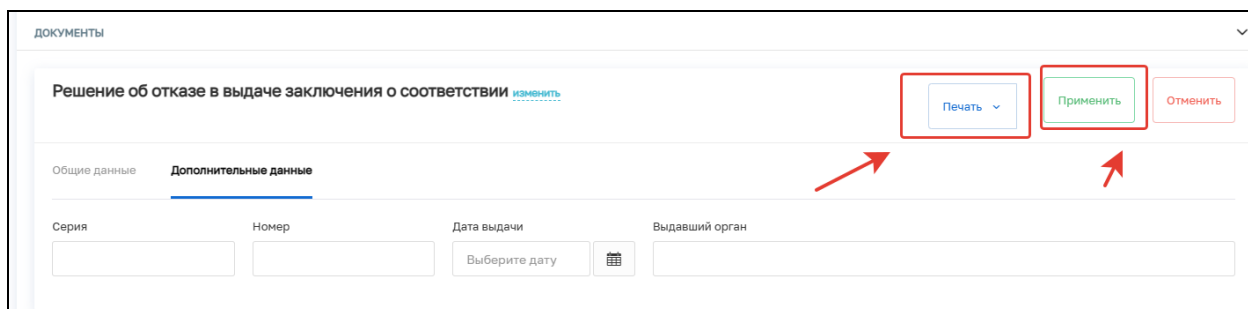 ДОКУМЕНТЫ
Решение об отказе в выдаче заключения о соответствии изменить
Печать
Применить
Отменить
Общие данные
Дополнительные данные
Серия
Номер
Дата выдачи
Выдавший орган
Выберите дату